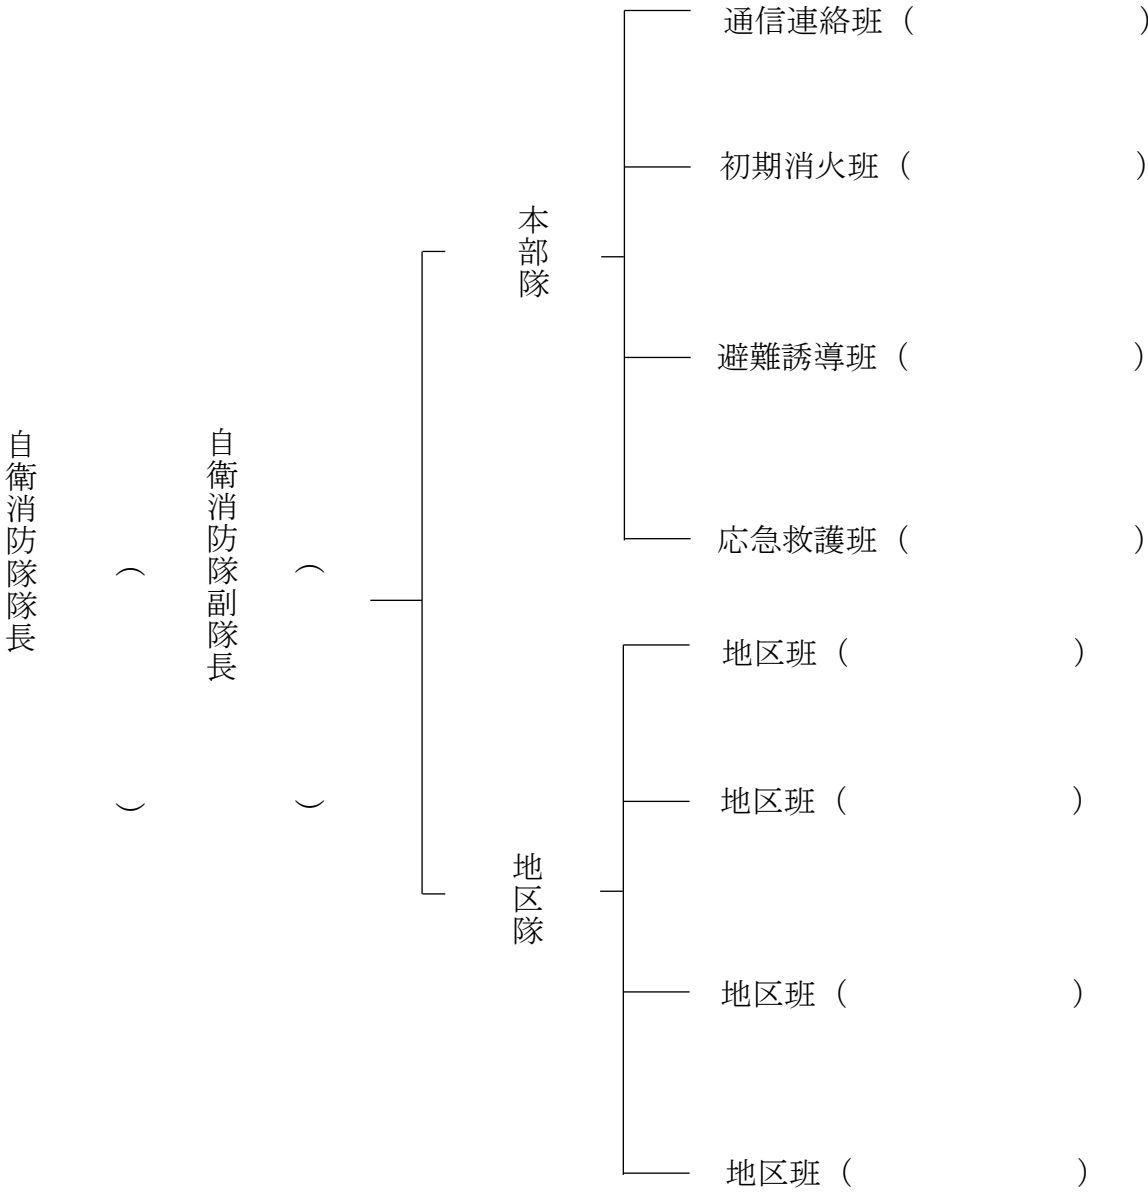 自衛消防隊隊長
（　　　　　　　）
自衛消防隊副隊長
（　　　　　　　）
本部隊
通信連絡班（　　　　　　　）
初期消火班（　　　　　　　）
避難誘導班（　　　　　　　）
応急救護班（　　　　　　　）
地区隊
地区班（　　　　　　　）
地区班（　　　　　　　）
地区班（　　　　　　　）
地区班（　　　　　　　）